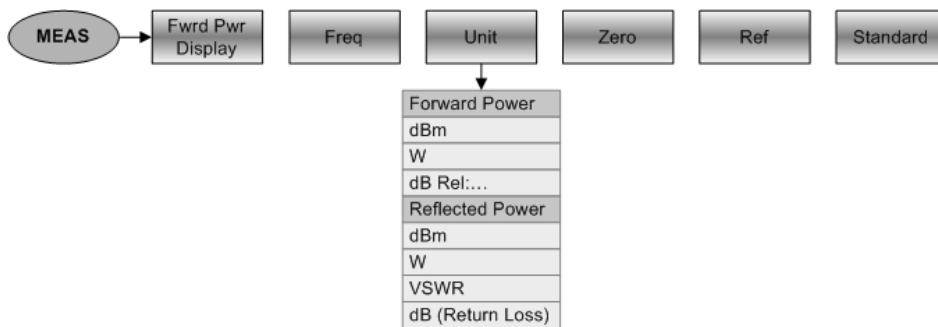 MEAS
Fwrd Pwr
Display
Freq
Unit
Zero
Ref
Standard
Forward Power
dBm
W
dB Rel:...
Reflected Power
dBm
W
VSWR
dB (Return Loss)